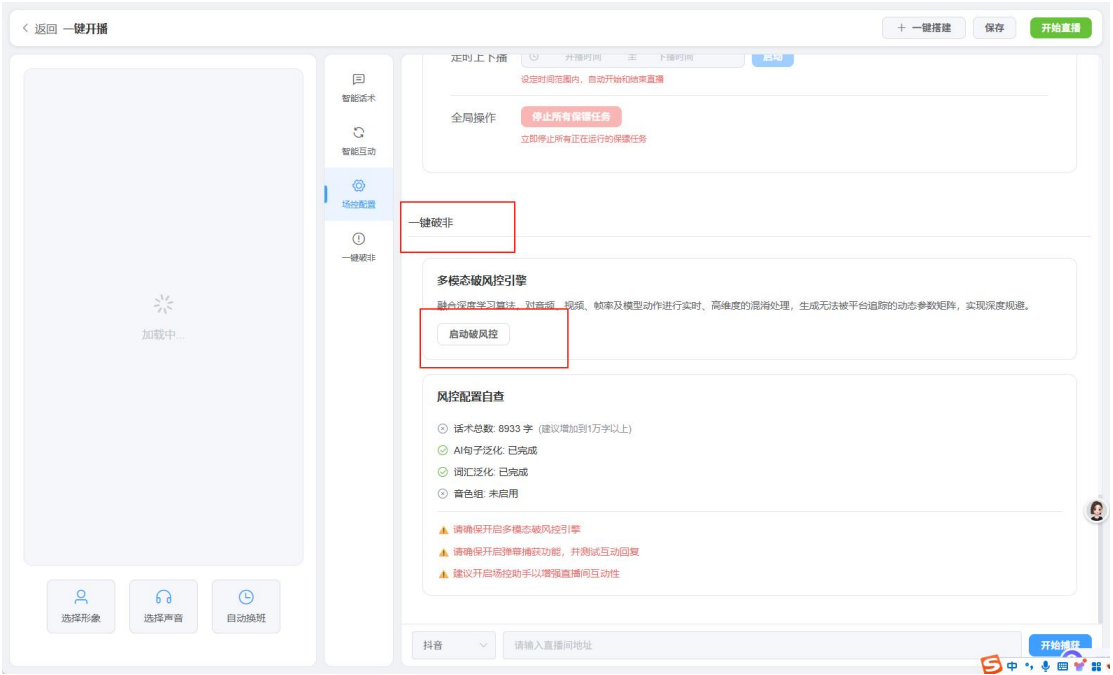 返回 一键开播
一键搭建
保存
开始直播
定时上下播 开播时间 至 下播时间 启动
设定时间范围内，自动开始和结束直播
全局操作 停止所有保镖任务
立即停止所有正在运行的保镖任务
智能话术
智能互动
场控配置
一键破非
一键破非
多模态破风控引擎
融合深度学习算法，对音频、视频、帧率及模型动作进行实时、高维度的混淆处理，生成无法被平台追踪的动态参数矩阵，实现深度规避。
启动破风控
加载中...
风控配置自查
话术总数: 8933 字 (建议增加到1万字以上)
AI句子泛化: 已完成
词汇泛化: 已完成
音色组: 未启用
请确保开启多模态破风控引擎
请确保开启弹幕捕获功能，并测试互动回复
建议开启场控助手以增强直播间互动性
选择形象
选择声音
自动换班
抖音 请输入直播间地址 开始捕获
中